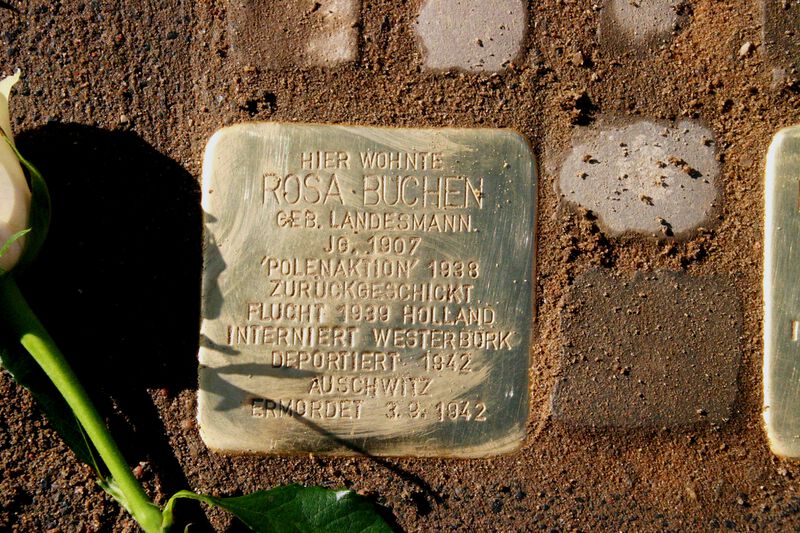 HIER WOHNTE
ROSA BUCHEN
GEB. LANDESMANN
JG. 1907
'POLENAKTION' 1938
ZURÜCKGESCHICKT
FLUCHT 1939 HOLLAND
INTERNIERT WESTERBORK
DEPORTIERT 1942
AUSCHWITZ
ERMORDET 3.9.1942